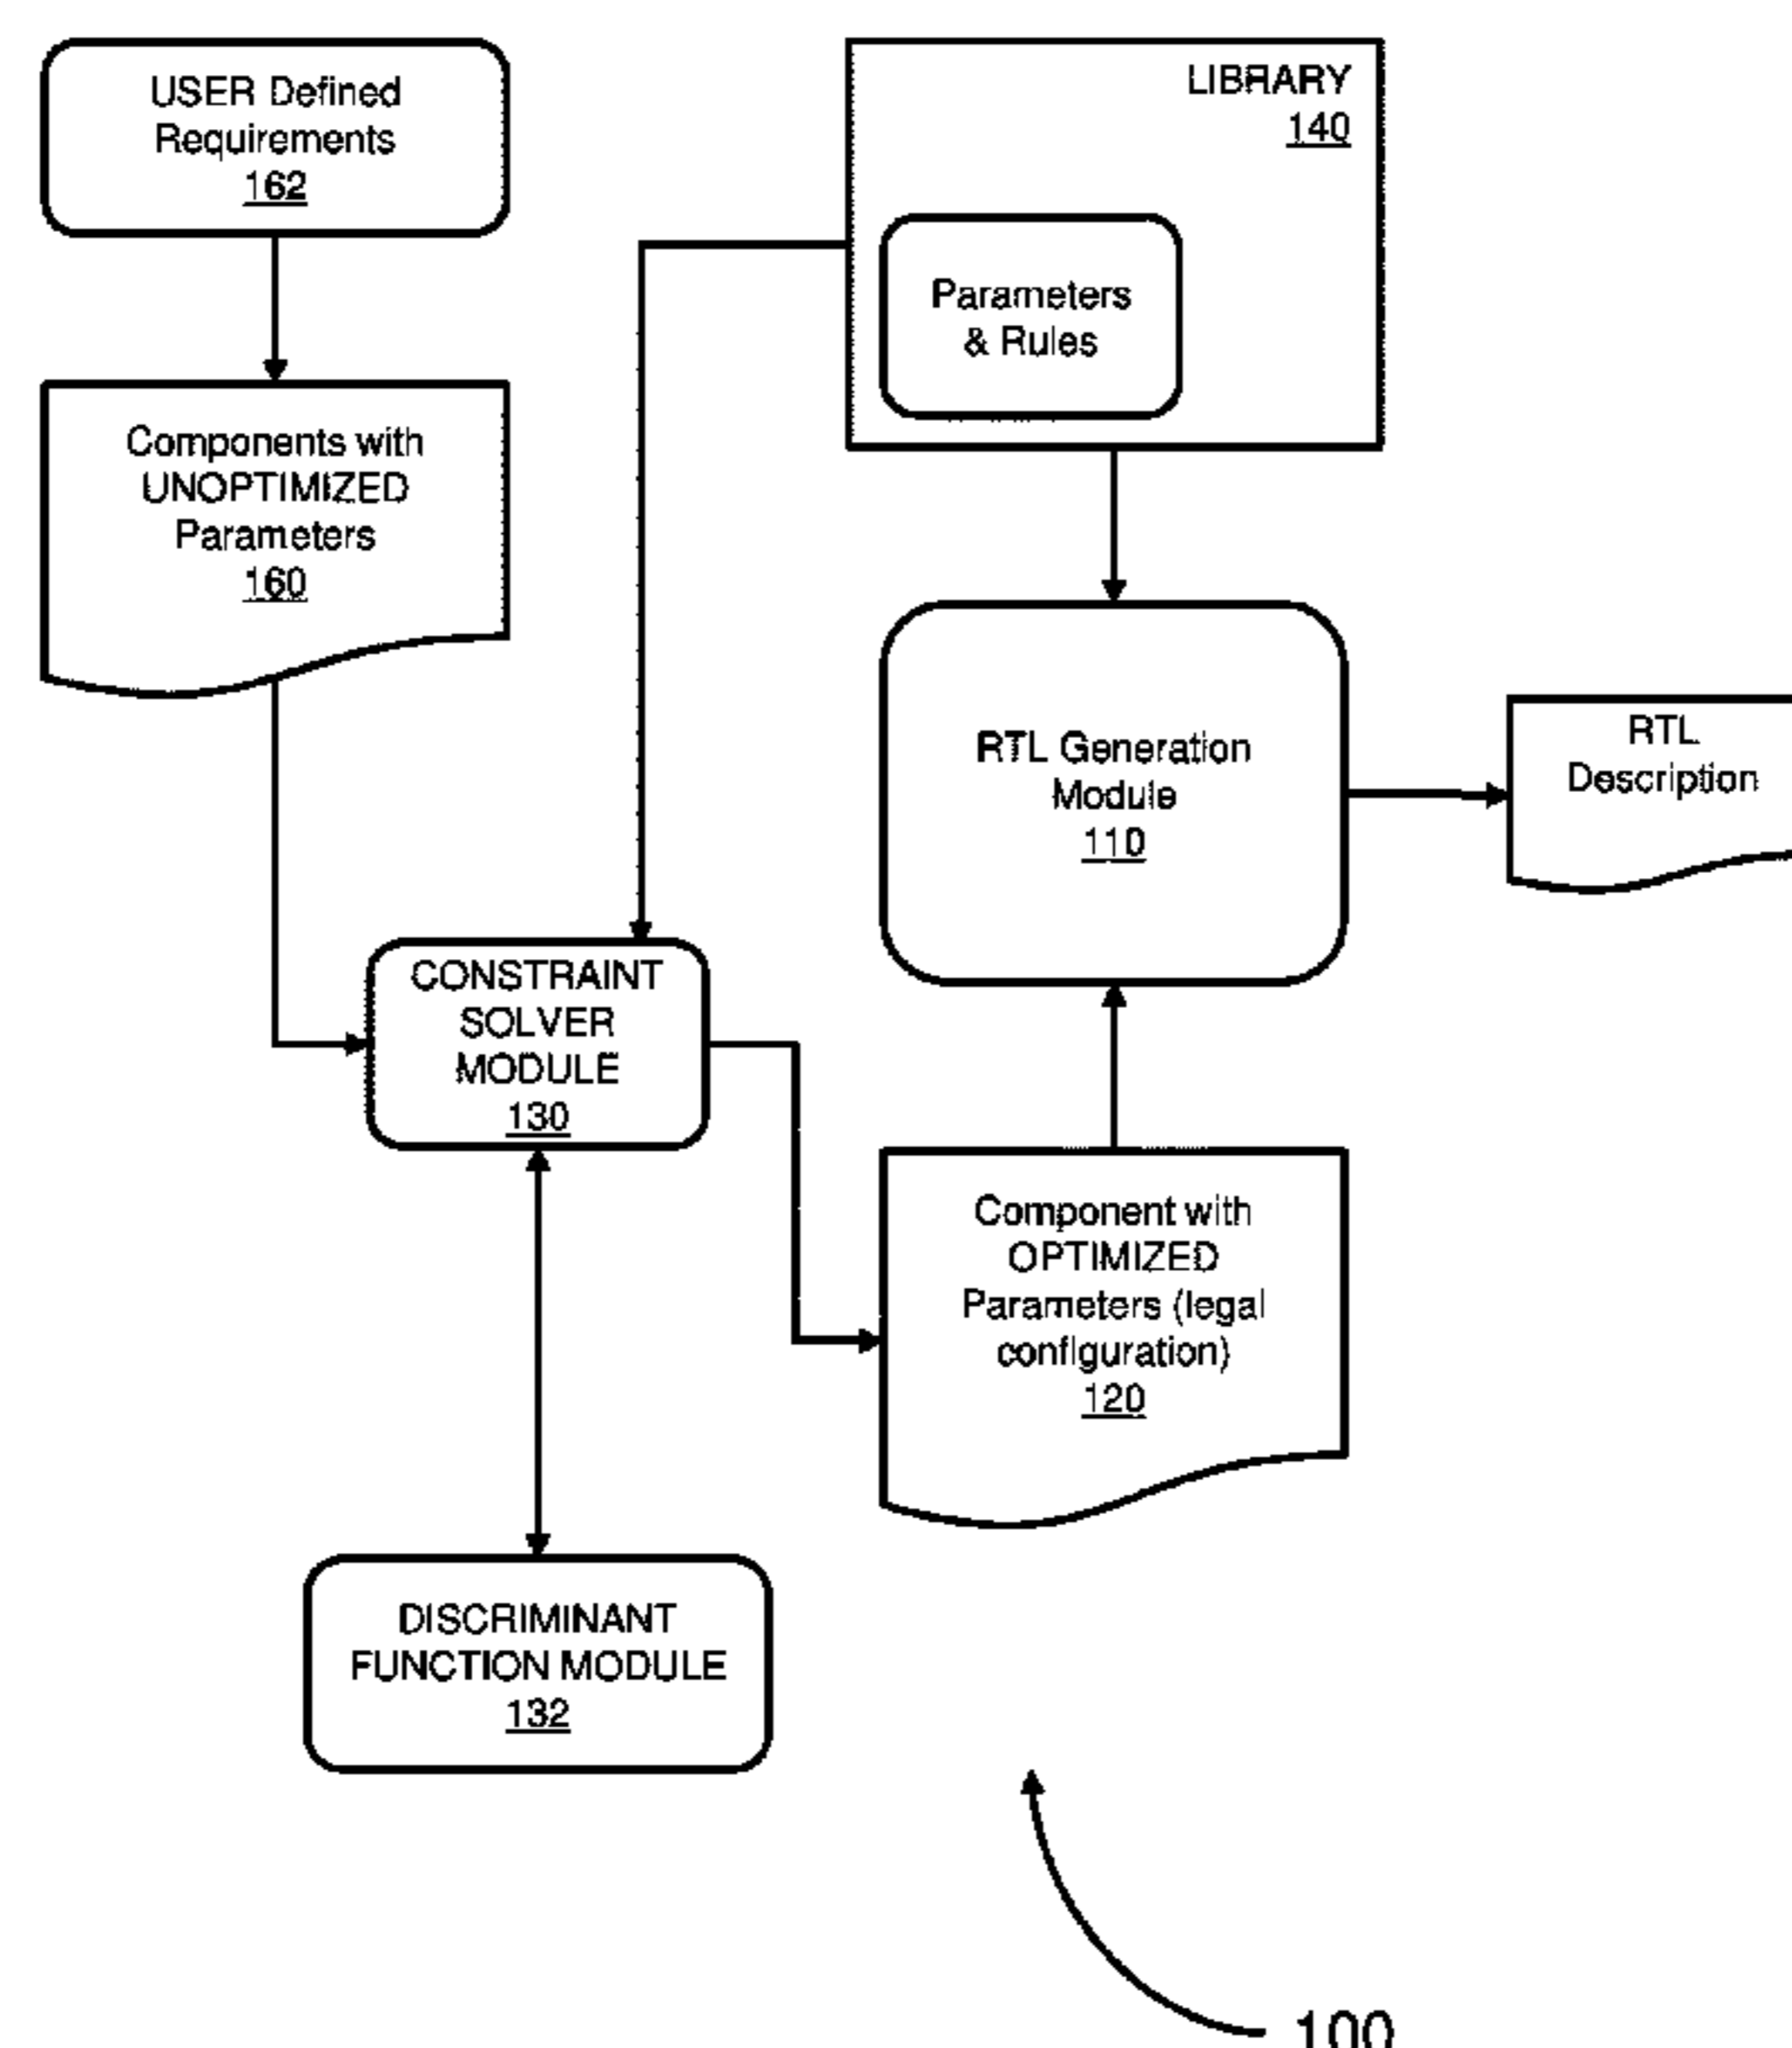 USER Defined
Requirements
162
LIBRARY
140
Parameters
& Rules
Components with
UNOPTIMIZED
Parameters
160
RTL Generation
Module
110
RTL
Description
CONSTRAINT
SOLVER
MODULE
130
Component with
OPTIMIZED
Parameters (legal
configuration)
120
DISCRIMINANT
FUNCTION MODULE
132
100